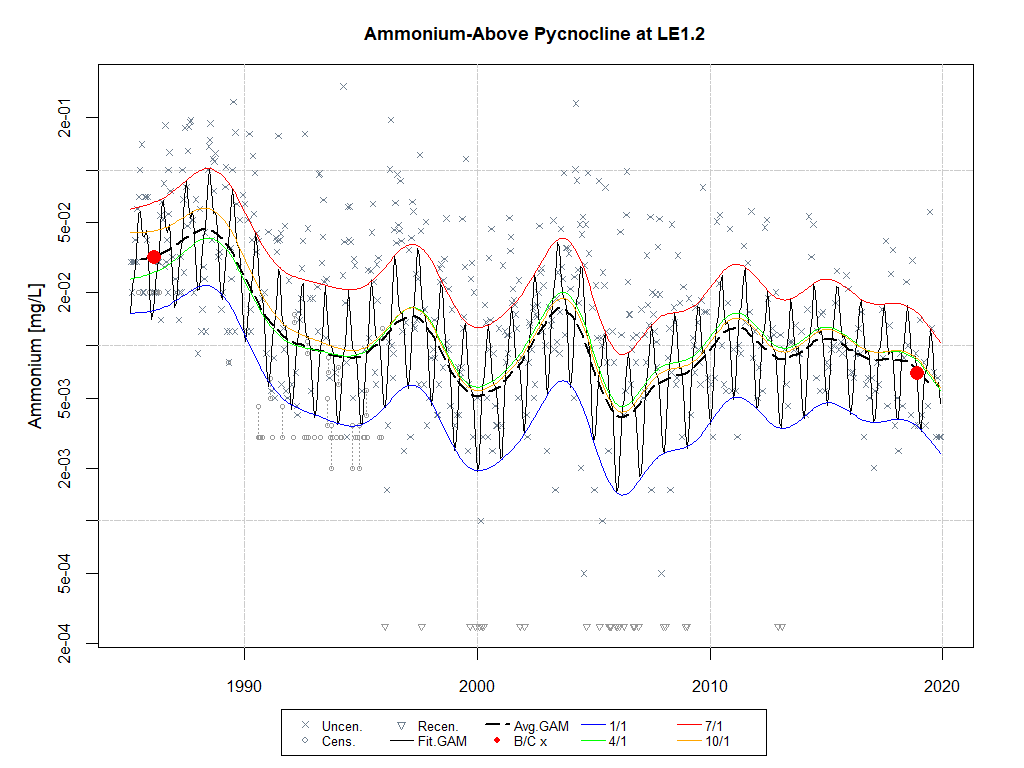 Ammonium-Above Pycnocline at LE1.2
Ammonium [mg/L]
2e-01
5e-02
2e-02
5e-03
2e-03
5e-04
2e-04
1990 2000 2010 2020
Uncen. Recen. Avg.GAM 1/1 7/1
Cens. Fit.GAM B/C x 4/1 10/1